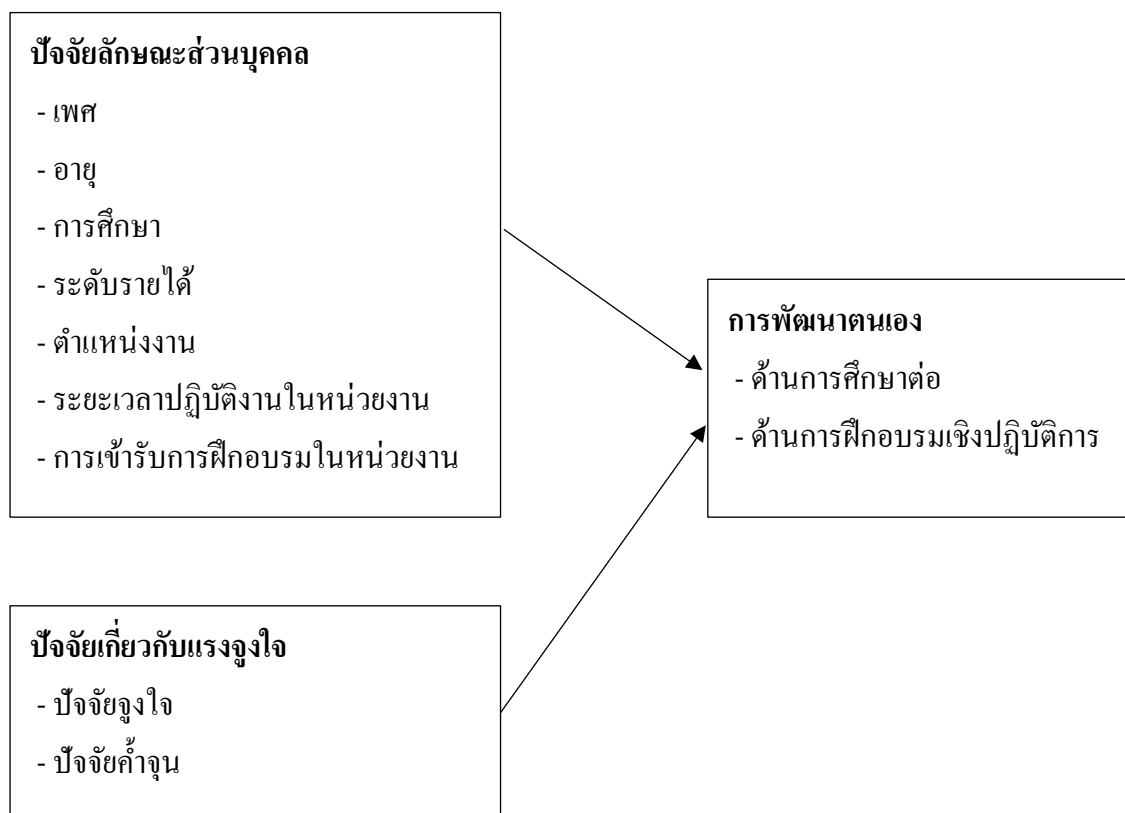 ปัจจัยลักษณะส่วนบุคคล
- เพศ
- อายุ
- การศึกษา
- ระดับรายได้
- ตำแหน่งงาน
- ระยะเวลาปฏิบัติงานในหน่วยงาน
- การเข้ารับการฝึกอบรมในหน่วยงาน
การพัฒนาตนเอง
- ด้านการศึกษาต่อ
- ด้านการฝึกอบรมเชิงปฏิบัติการ
ปัจจัยเกี่ยวกับแรงจูงใจ
- ปัจจัยจูงใจ
- ปัจจัยค้ำจุน